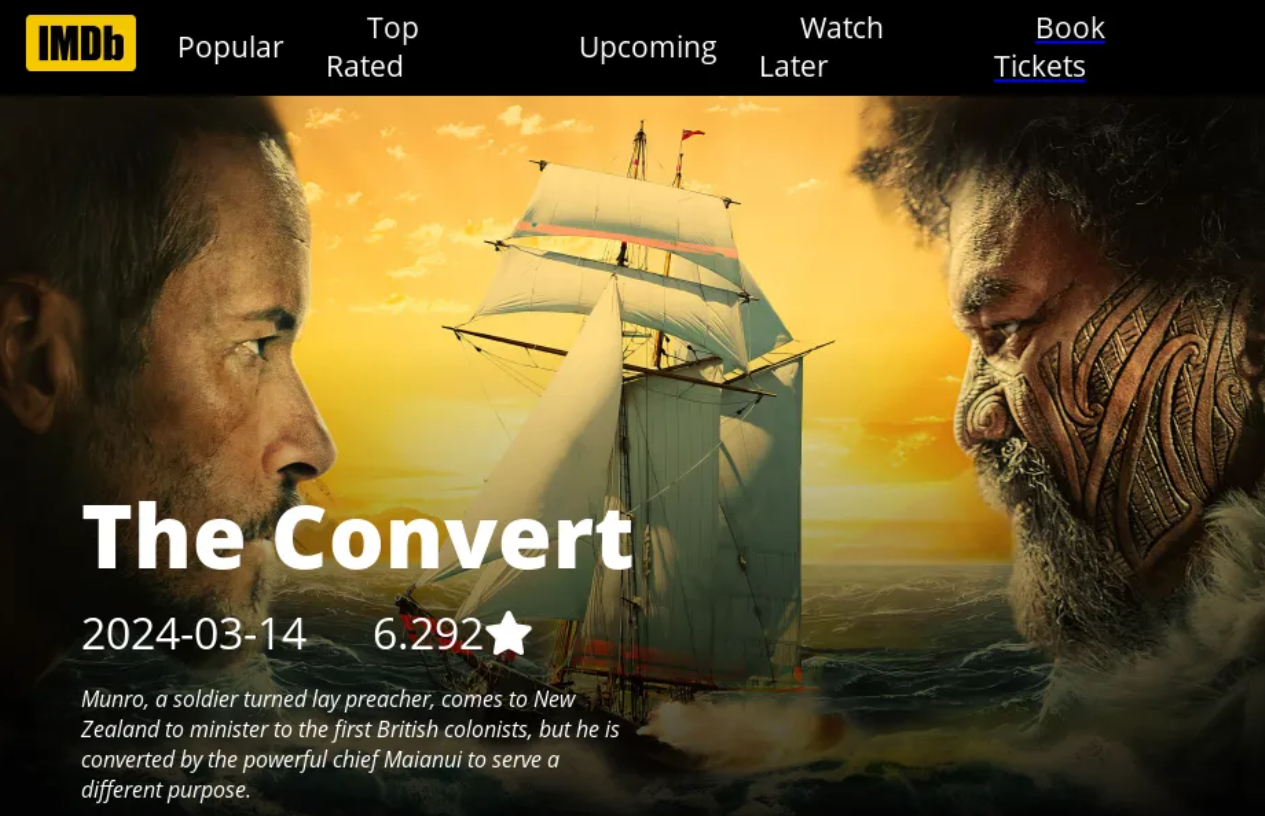 IMDb
Popular
Top
Rated
Upcoming
Watch
Later
Book
Tickets
The Convert
2024-03-14 6.292
Munro, a soldier turned lay preacher, comes to New
Zealand to minister to the first British colonists, but he is
converted by the powerful chief Maianui to serve a
different purpose.